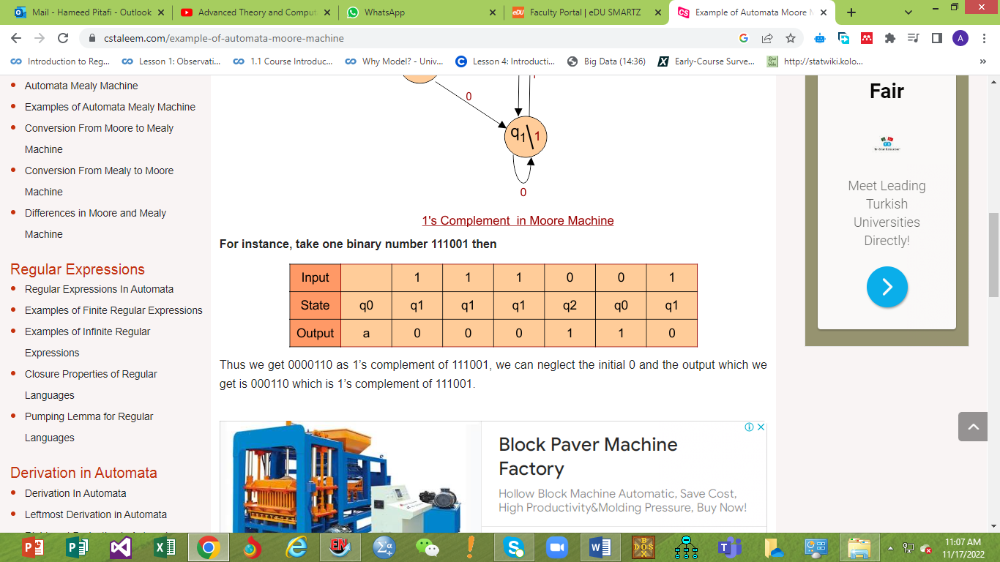 Mail - Hameed Pitafi - Outlook
Advanced Theory and Comput
WhatsApp
Faculty Portal | eDU SMARTZ
Example of Automata Moore M
cstaleem.com/example-of-automata-moore-machine
A
Introduction to Reg...
Lesson 1: Observati...
1.1 Course Introduc...
Why Model? - Univ...
Lesson 4: Introducti...
Big Data (14:36)
Early-Course Surve...
http://statwiki.kolo...
»
Automata Mealy Machine
Examples of Automata Mealy Machine
Conversion From Moore to Mealy
Machine
Conversion From Mealy to Moore
Machine
Differences in Moore and Mealy
Machine
Regular Expressions
Regular Expressions In Automata
Examples of Finite Regular Expressions
Examples of Infinite Regular
Expressions
Closure Properties of Regular
Languages
Pumping Lemma for Regular
Languages
Derivation in Automata
Derivation In Automata
Leftmost Derivation in Automata
0
q1\1
0
1's Complement in Moore Machine
For instance, take one binary number 111001 then
Input 1 1 1 0 0 1
State q0 q1 q1 q1 q2 q0 q1
Output a 0 0 0 1 1 0
Thus we get 0000110 as 1’s complement of 111001, we can neglect the initial 0 and the output which we
get is 000110 which is 1’s complement of 111001.
Block Paver Machine
Factory
Hollow Block Machine Automatic, Save Cost,
High Productivity&Molding Pressure, Buy Now!
Fair
Meet Leading
Turkish
Universities
Directly!
11:07 AM
11/17/2022